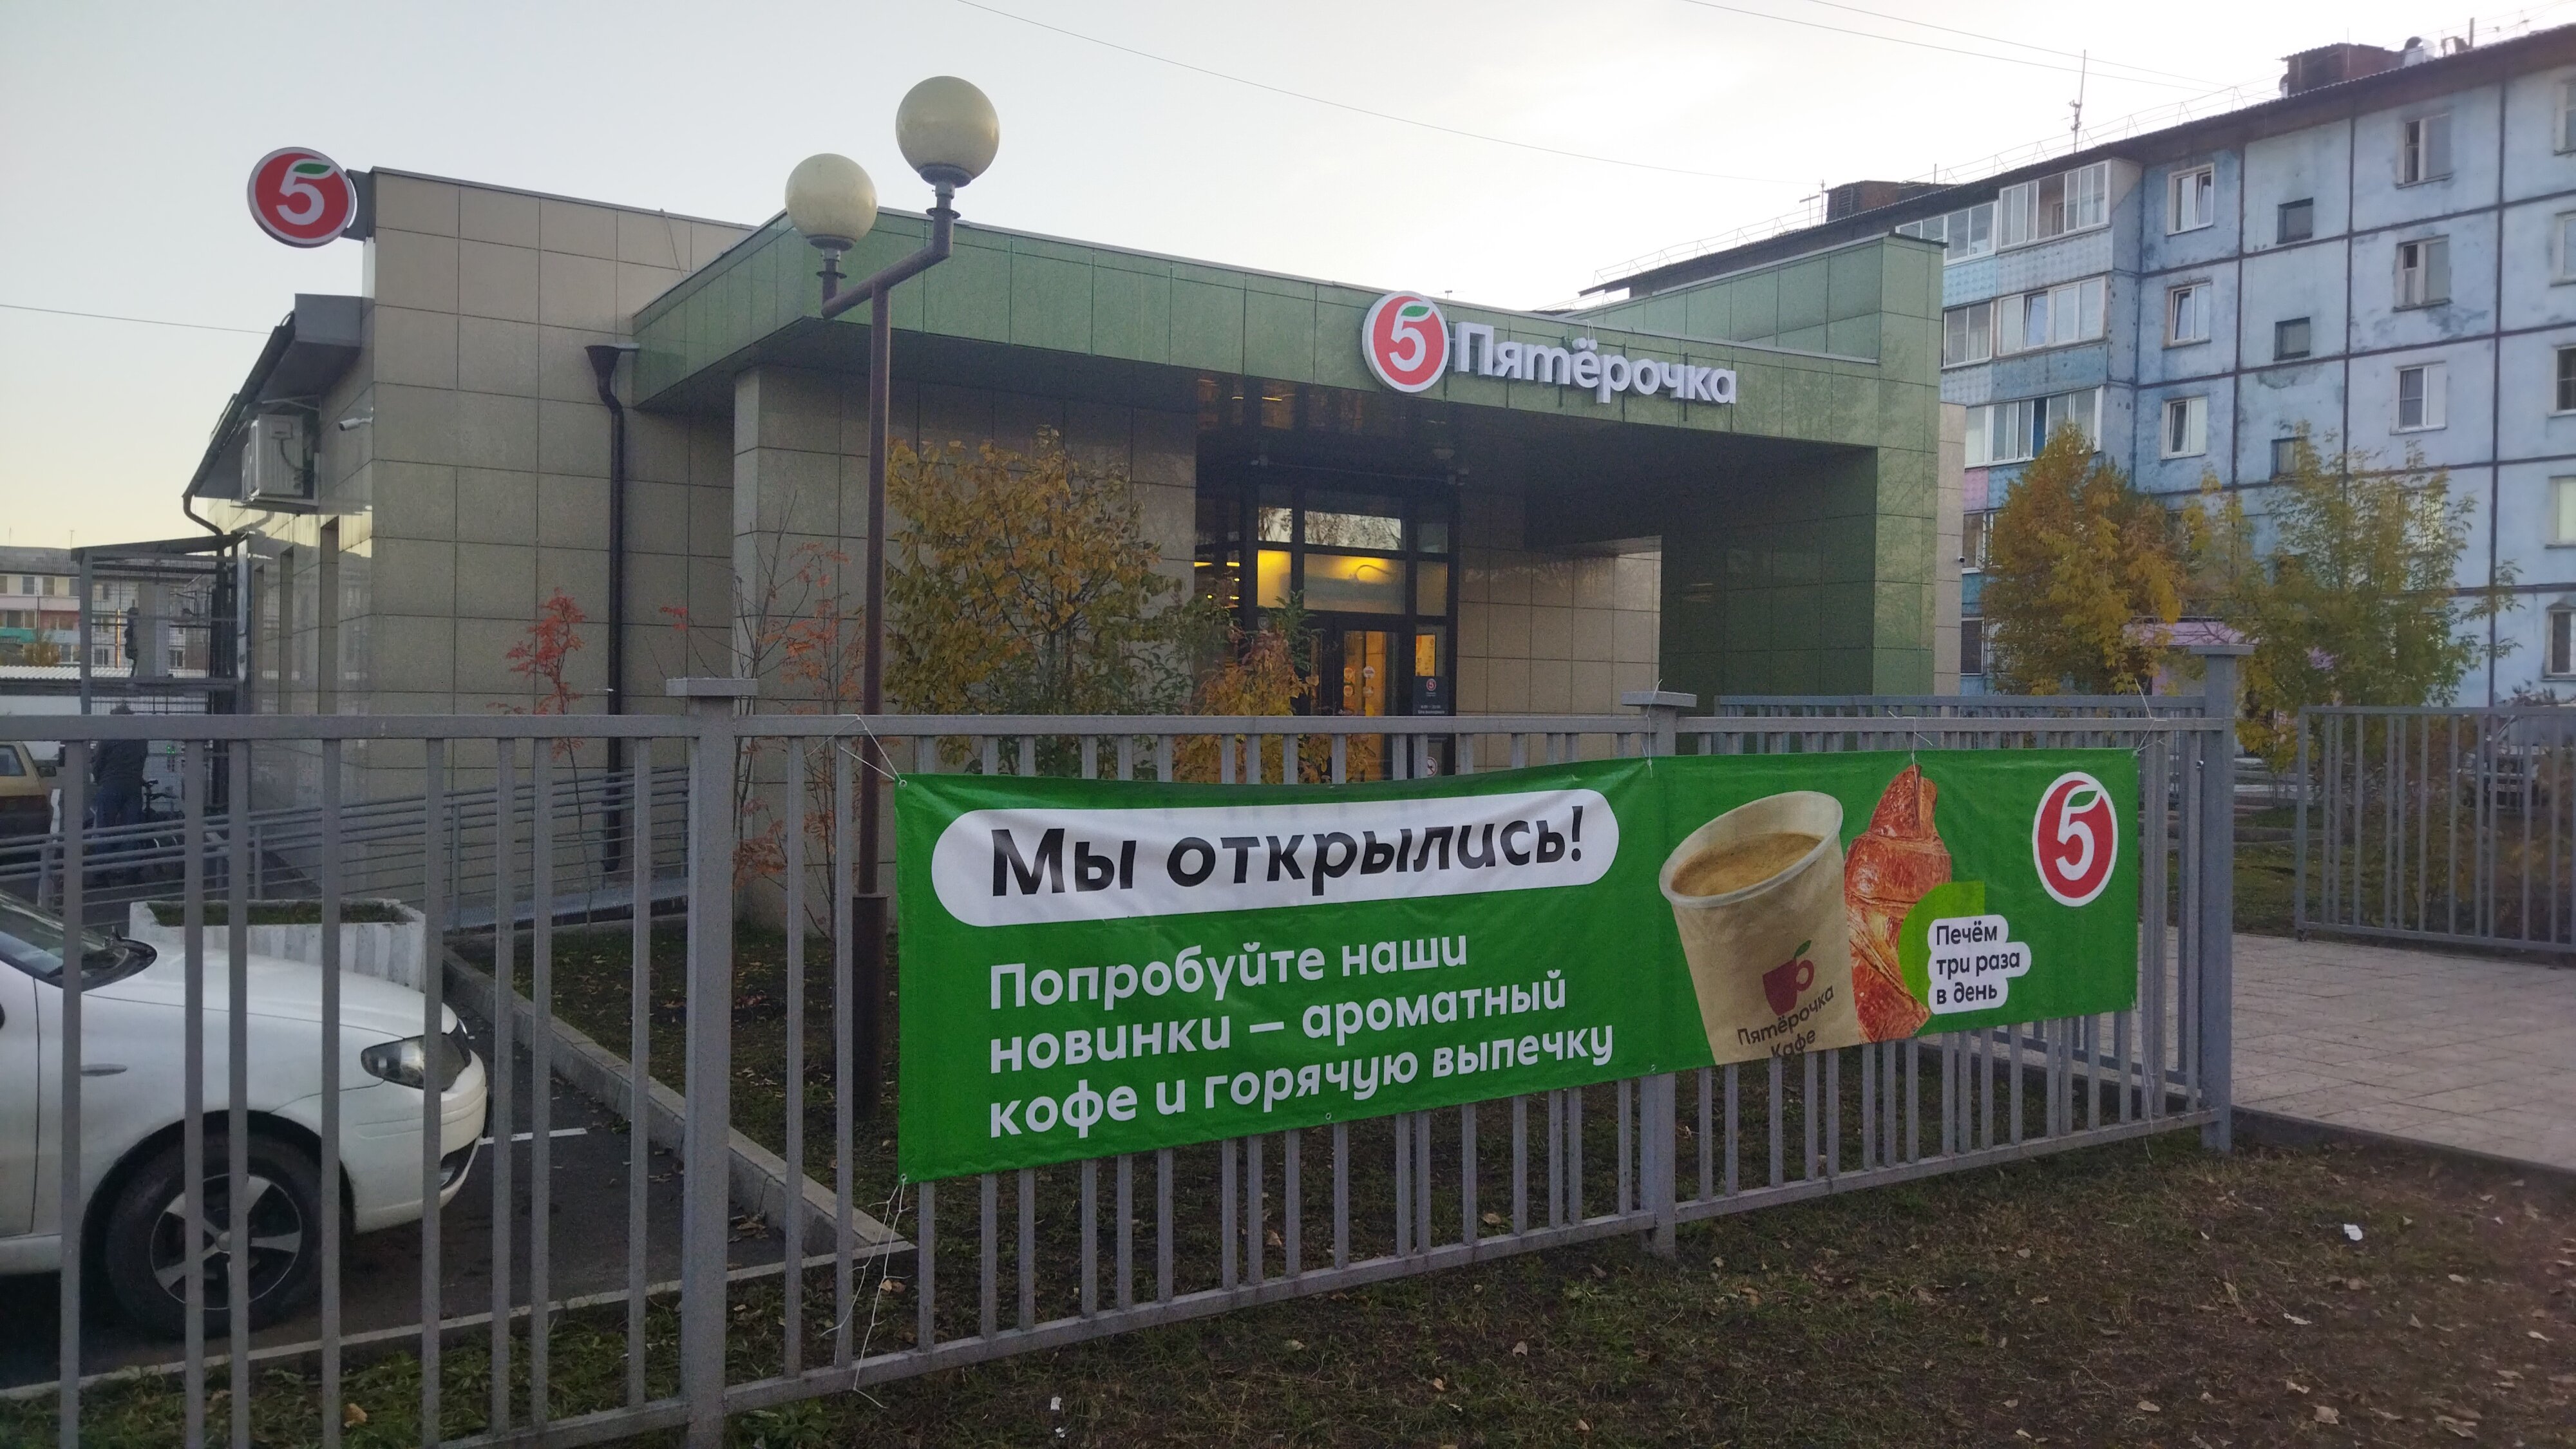 5
5 Пятёрочка
Мы открылись!
Попробуйте наши
новинки – ароматный
кофе и горячую выпечку
Пятёрочка
Кафе
Печём
три раза
в день
5